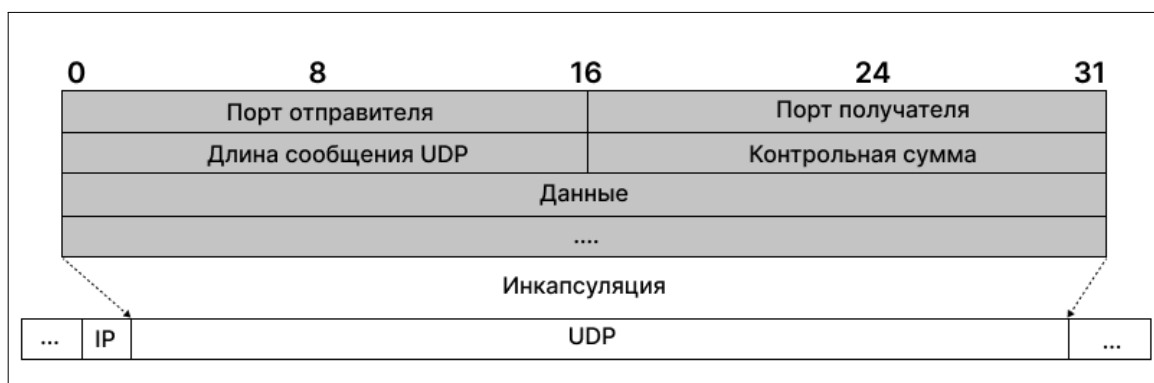 0 8 16 24 31
Порт отправителя Порт получателя
Длина сообщения UDP Контрольная сумма
Данные
....
Инкапсуляция
... IP UDP ...